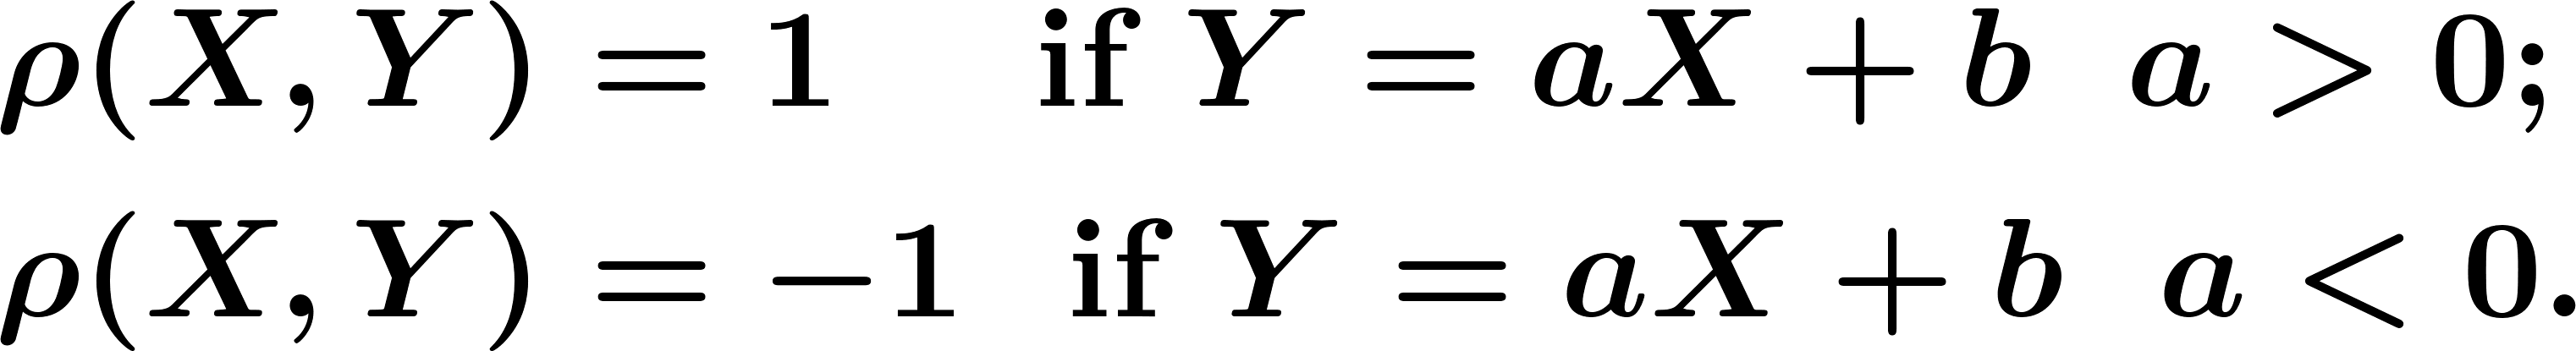 ρ(X, Y) = 1 if Y = aX + b a > 0;
ρ(X, Y) = −1 if Y = aX + b a < 0.